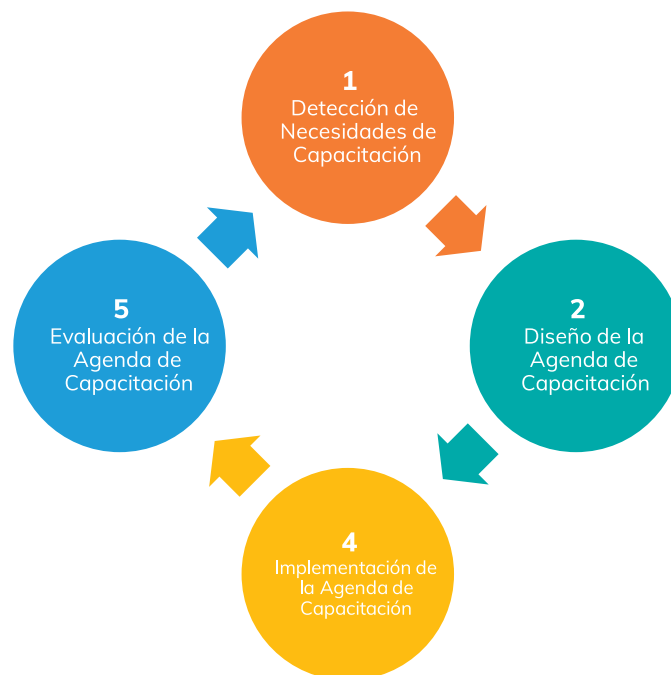 1
Detección de
Necesidades de
Capacitación
2
Diseño de la
Agenda de
Capacitación
4
Implementación de
la Agenda de
Capacitación
5
Evaluación de la
Agenda de
Capacitación